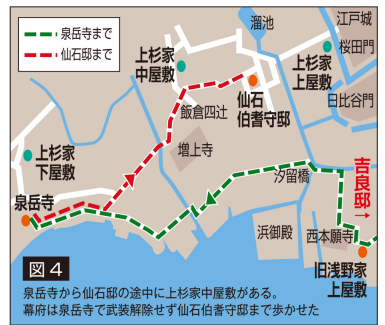 泉岳寺まで
仙石邸まで
溜池
江戸城
桜田門
上杉家
中屋敷
上杉家
上屋敷
日比谷門
仙石
伯耆守邸
飯倉四辻
増上寺
上杉家
下屋敷
泉岳寺
汐留橋
吉良邸→
浜御殿
西本願寺
旧浅野家
上屋敷
図4
泉岳寺から仙石邸の途中に上杉家中屋敷がある。
幕府は泉岳寺で武装解除せず仙石伯耆守邸まで歩かせた